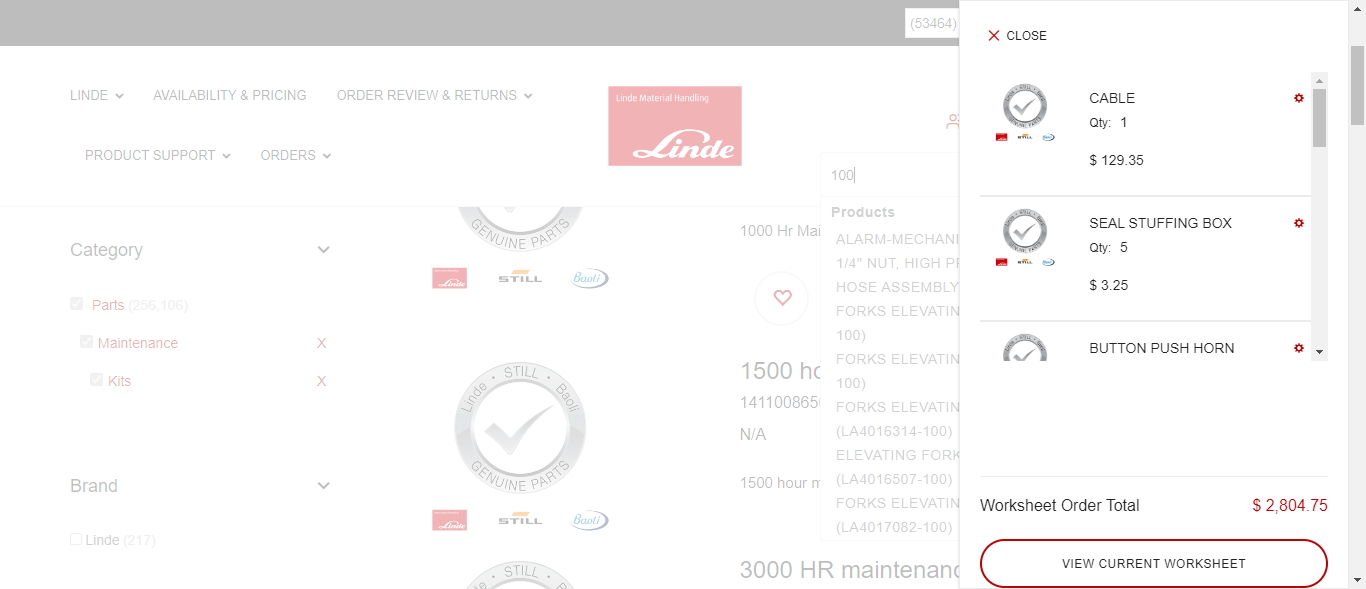 (53464)
CLOSE
LINDE
AVAILABILITY & PRICING
ORDER REVIEW & RETURNS
PRODUCT SUPPORT
ORDERS
Linde Material Handling
Linde
100
Products
ALARM-MECHANI
1/4" NUT, HIGH PR
HOSE ASSEMBLY
FORKS ELEVATIN
100)
FORKS ELEVATIN
100)
FORKS ELEVATIN
(LA4016314-100)
ELEVATING FORK
(LA4016507-100)
FORKS ELEVATIN
(LA4017082-100)
Category
Parts (256,106)
Maintenance X
Kits X
Brand
Linde (217)
GENUINE PARTS
Linde STILL Baoli
1000 Hr Mai
Linde • STILL • Baoli
GENUINE PARTS
Linde STILL Baoli
1500 ho
1411008650
N/A
1500 hour m
3000 HR maintenanc
Linde • STILL • Baoli
CABLE
Qty: 1
$ 129.35
SEAL STUFFING BOX
Qty: 5
$ 3.25
BUTTON PUSH HORN
Worksheet Order Total $ 2,804.75
VIEW CURRENT WORKSHEET